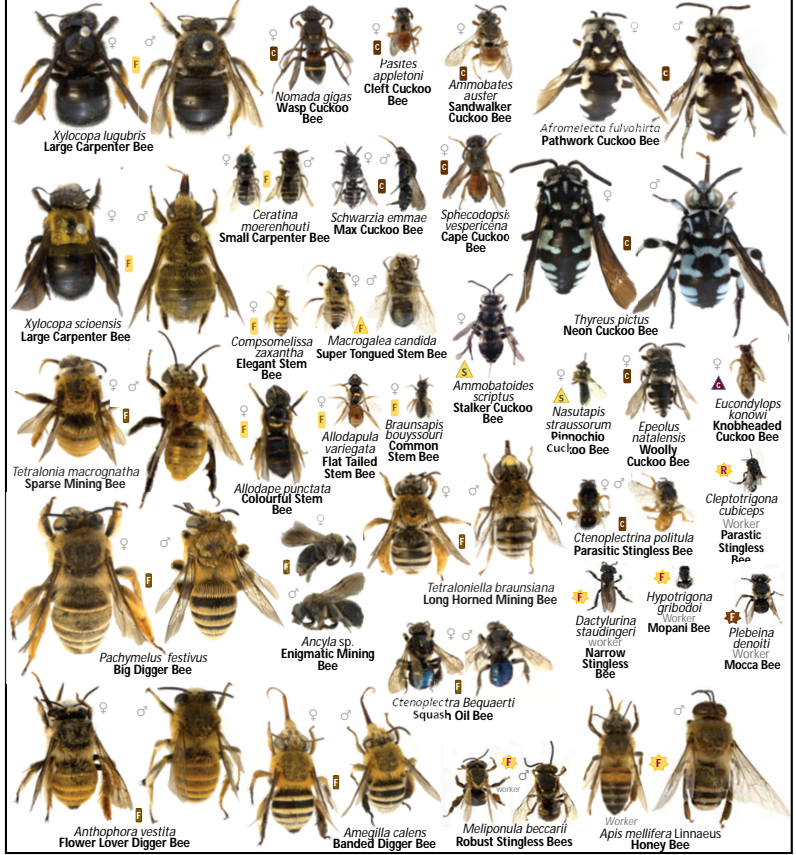 ♀ ♂
F
Xylocopa lugubris
Large Carpenter Bee
♀
C
Nomada gigas
Wasp Cuckoo
Bee
♀
C
Pasites
appletoni
Cleft Cuckoo
Bee
♀
C
Ammobates
auster
Sandwalker
Cuckoo Bee
♀ ♂
C
Afromelecta fulvohirta
Pathwork Cuckoo Bee
♀ ♂
F
Xylocopa scioensis
Large Carpenter Bee
♀ ♂
F
Ceratina
moerenhouti
Small Carpenter Bee
♀ ♂
C
Schwarzia emmae
Max Cuckoo Bee
♀
C
Sphecodopsis
vespericena
Cape Cuckoo
Bee
♀ ♂
C
Thyreus pictus
Neon Cuckoo Bee
♀
F
Compsomelissa
zaxantha
Elegant Stem
Bee
♀ ♂
F
Macrogalea candida
Super Tongued Stem Bee
♀
S
Ammobatoides
scriptus
Stalker Cuckoo
Bee
♀
S
Nasutapis
straussorum
Pinnochio
Cuckoo Bee
♀
C
Epeolus
natalensis
Woolly
Cuckoo Bee
♀
C
Eucondylops
konowi
Knobheaded
Cuckoo Bee
♀ ♂
F
Tetralonia macrognatha
Sparse Mining Bee
♀
F
Allodape punctata
Colourful Stem
Bee
♀
F
Allodapula
variegata
Flat Tailed
Stem Bee
♀
F
Braunsapis
bouyssouri
Common
Stem Bee
♀ ♂
F
Tetraloniella braunsiana
Long Horned Mining Bee
♀ ♂
C
Ctenoplectrina politula
Parasitic Stingless Bee
R
Cleptotrigona
cubiceps
Worker
Parastic
Stingless
Bee
♀ ♂
F
Pachymelus festivus
Big Digger Bee
♀
F
♂
Ancyla sp.
Enigmatic Mining
Bee
♀ ♂
F
Ctenoplectra Bequaerti
Squash Oil Bee
F
Dactylurina
staudingeri
worker
Narrow
Stingless
Bee
F
Hypotrigona
gribodoi
Worker
Mopani Bee
F
Plebeina
denoiti
Worker
Mocca Bee
♀ ♂
F
Anthophora vestita
Flower Lover Digger Bee
♀ ♂
F
Amegilla calens
Banded Digger Bee
F
♂
worker
Meliponula beccarii
Robust Stingless Bees
♂
F
Worker
Apis mellifera Linnaeus
Honey Bee